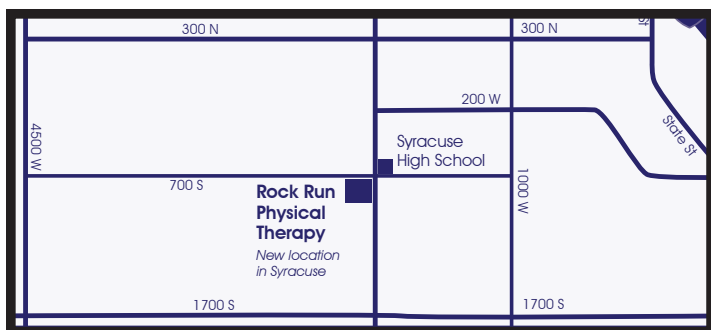 300 N
300 N
St
200 W
State St
4500 W
Syracuse
High School
700 S
1000 W
Rock Run
Physical
Therapy
New location
in Syracuse
1700 S
1700 S